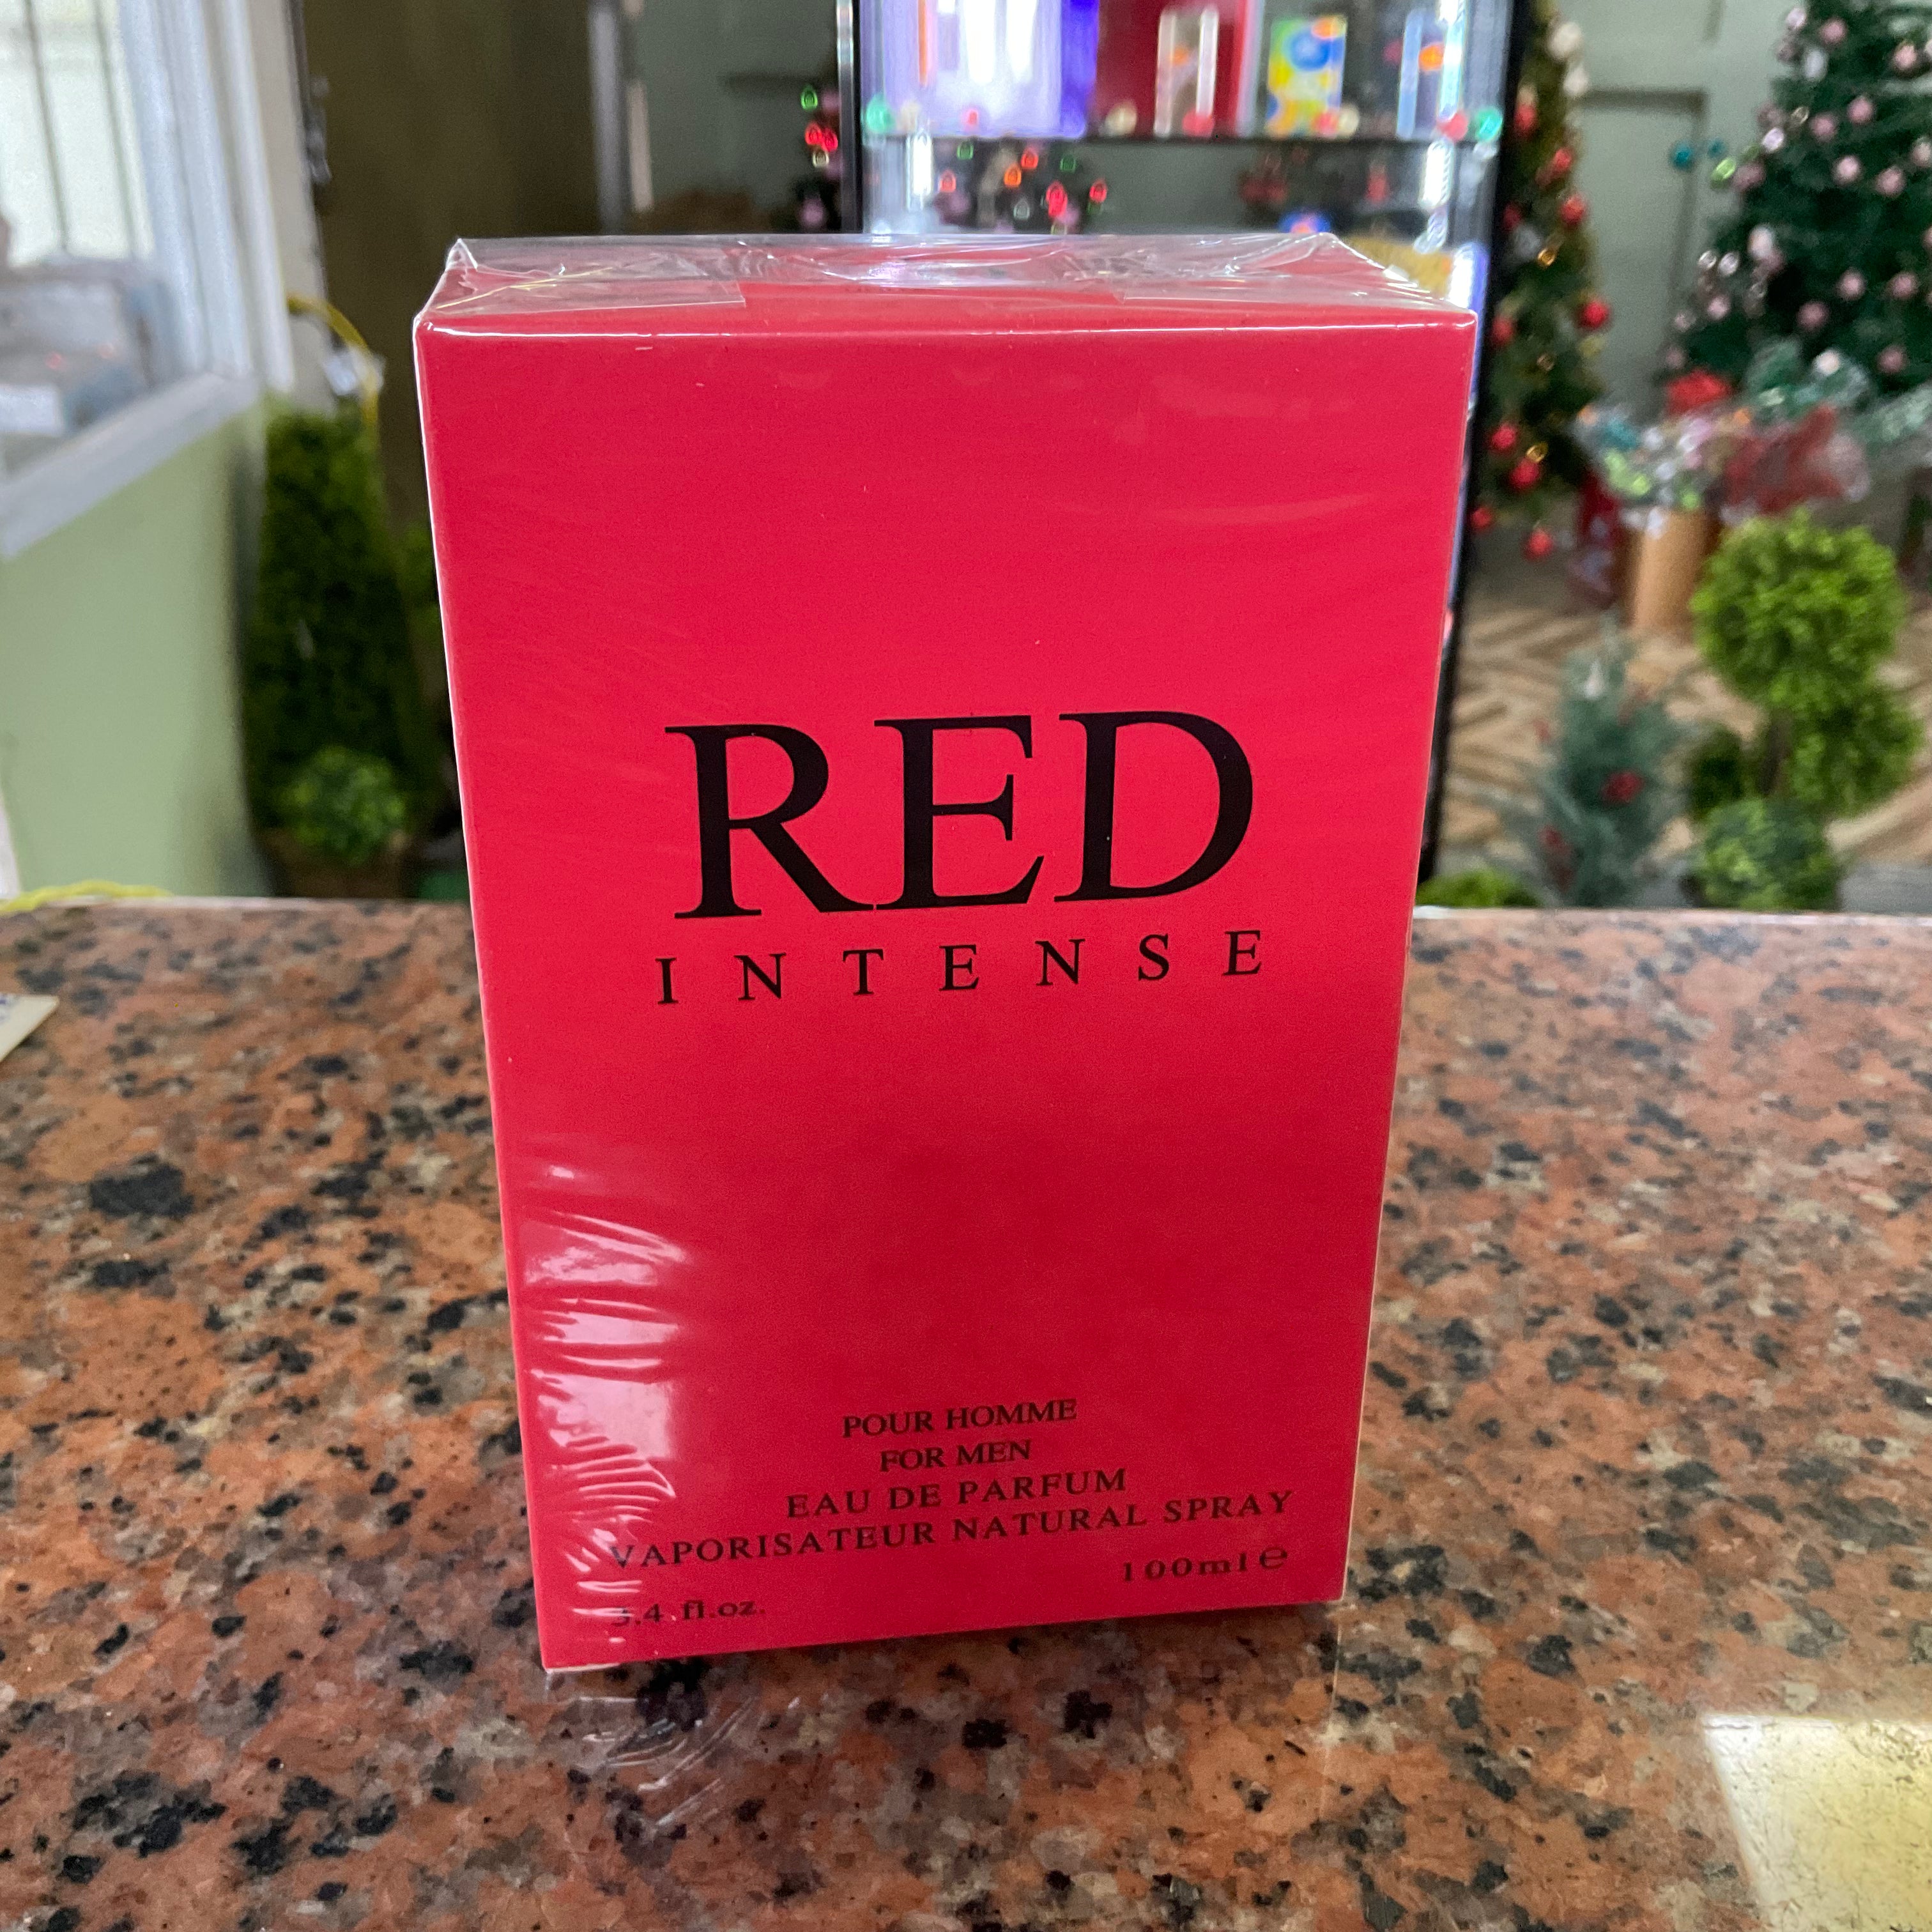 RED
INTENSE
POUR HOMME
FOR MEN
EAU DE PARFUM
VAPORISATEUR NATURAL SPRAY
100ml ℮
3.4.fl.oz.